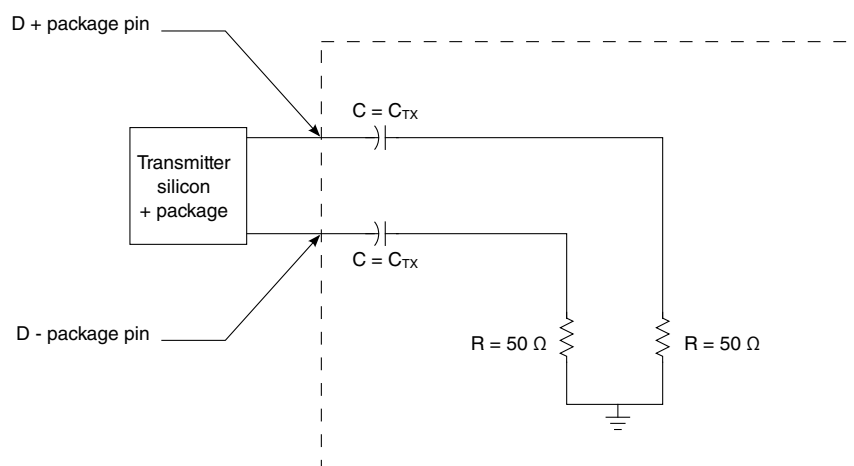 D + package pin
C = CTX
Transmitter
silicon
+ package
C = CTX
D - package pin
R = 50 Ω
R = 50 Ω